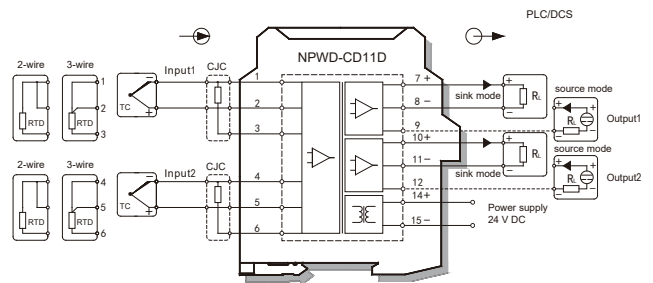 PLC/DCS
NPWD-CD11D
2-wire 3-wire Input1 CJC
RTD RTD TC
1
2
3
1
2
3
7 +
sink mode
8 −
9
RL
source mode
RL
Output1
10+
11−
sink mode
12
RL
source mode
RL
Output2
2-wire 3-wire Input2 CJC
RTD RTD TC
4
5
6
4
5
6
14+
15 −
Power supply
24 V DC